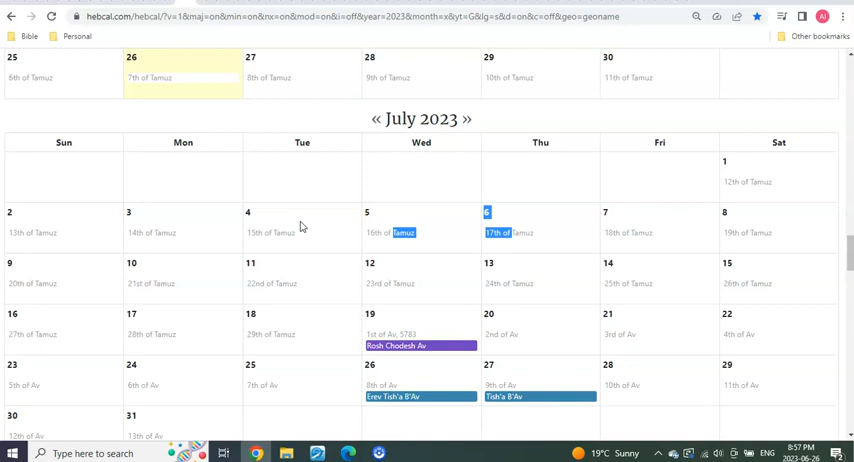 hebcal.com/hebcal/?v=1&maj=on&min=on&nx=on&mod=on&i=off&year=2023&month=x&yt=G&lg=s&d=on&c=off&geo=geoname
AI
Bible Personal Other bookmarks
25 26 27 28 29 30
6th of Tamuz 7th of Tamuz 8th of Tamuz 9th of Tamuz 10th of Tamuz 11th of Tamuz
« July 2023 »
Sun Mon Tue Wed Thu Fri Sat
1
12th of Tamuz
2 3 4 5 6 7 8
13th of Tamuz 14th of Tamuz 15th of Tamuz 16th of Tamuz 17th of Tamuz 18th of Tamuz 19th of Tamuz
9 10 11 12 13 14 15
20th of Tamuz 21st of Tamuz 22nd of Tamuz 23rd of Tamuz 24th of Tamuz 25th of Tamuz 26th of Tamuz
16 17 18 19 20 21 22
27th of Tamuz 28th of Tamuz 29th of Tamuz 1st of Av, 5783 2nd of Av 3rd of Av 4th of Av
Rosh Chodesh Av
23 24 25 26 27 28 29
5th of Av 6th of Av 7th of Av 8th of Av 9th of Av 10th of Av 11th of Av
Erev Tish'a B'Av Tish'a B'Av
30 31
12th of Av 13th of Av
Type here to search 19°C Sunny ENG 8:57 PM
2023-06-26 2